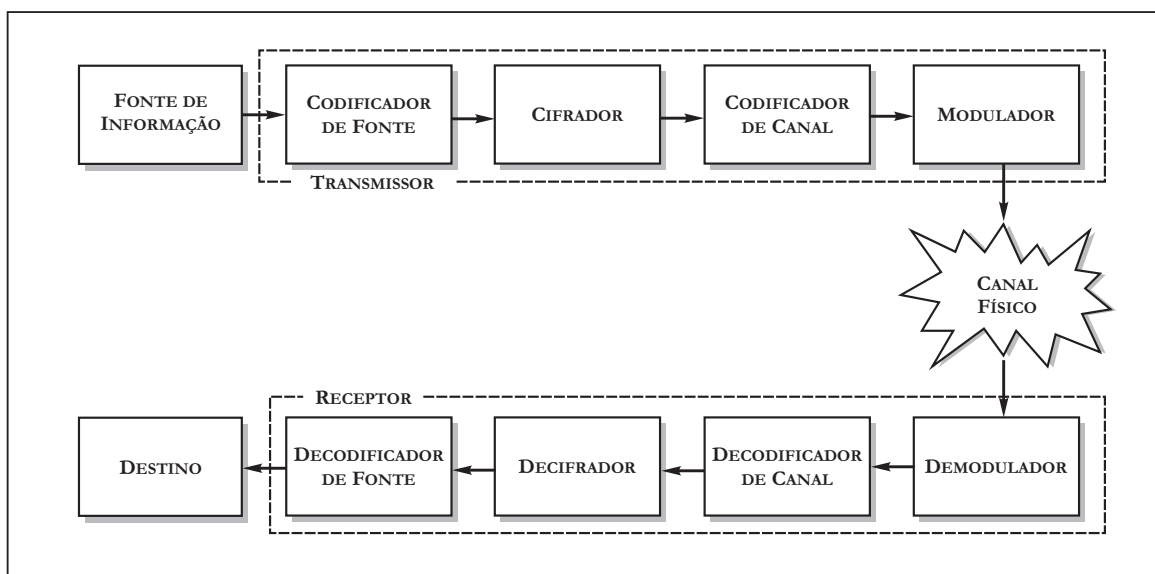 FONTE DE
INFORMAÇÃO
CODIFICADOR
DE FONTE
CIFRADOR
CODIFICADOR
DE CANAL
MODULADOR
TRANSMISSOR
CANAL
FÍSICO
RECEPTOR
DESTINO
DECODIFICADOR
DE FONTE
DECIFRADOR
DECODIFICADOR
DE CANAL
DEMODULADOR